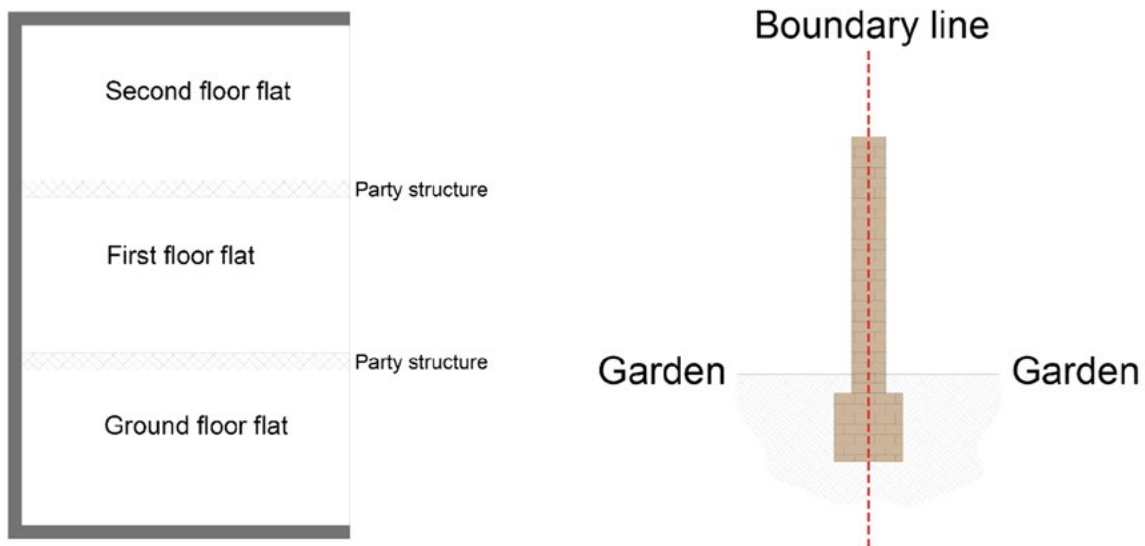 Second floor flat
Party structure
First floor flat
Party structure
Ground floor flat
Boundary line
Garden
Garden